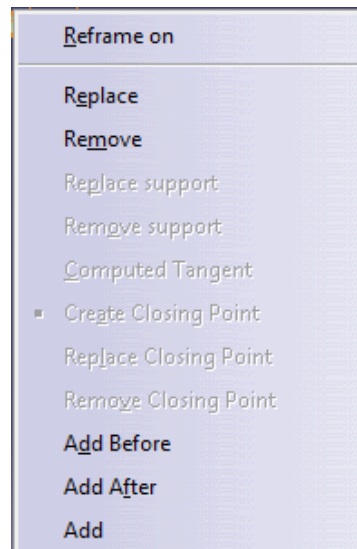 Reframe on
Replace
Remove
Replace support
Remove support
Computed Tangent
Create Closing Point
Replace Closing Point
Remove Closing Point
Add Before
Add After
Add